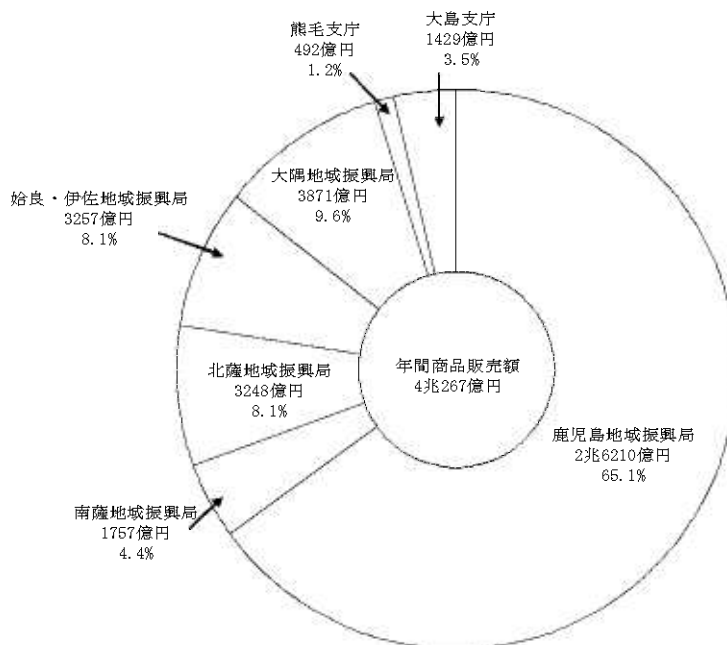 熊毛支庁
492億円
1.2%
大島支庁
1429億円
3.5%
大隅地域振興局
3871億円
9.6%
姶良・伊佐地域振興局
3257億円
8.1%
北薩地域振興局
3248億円
8.1%
年間商品販売額
4兆267億円
鹿児島地域振興局
2兆6210億円
65.1%
南薩地域振興局
1757億円
4.4%